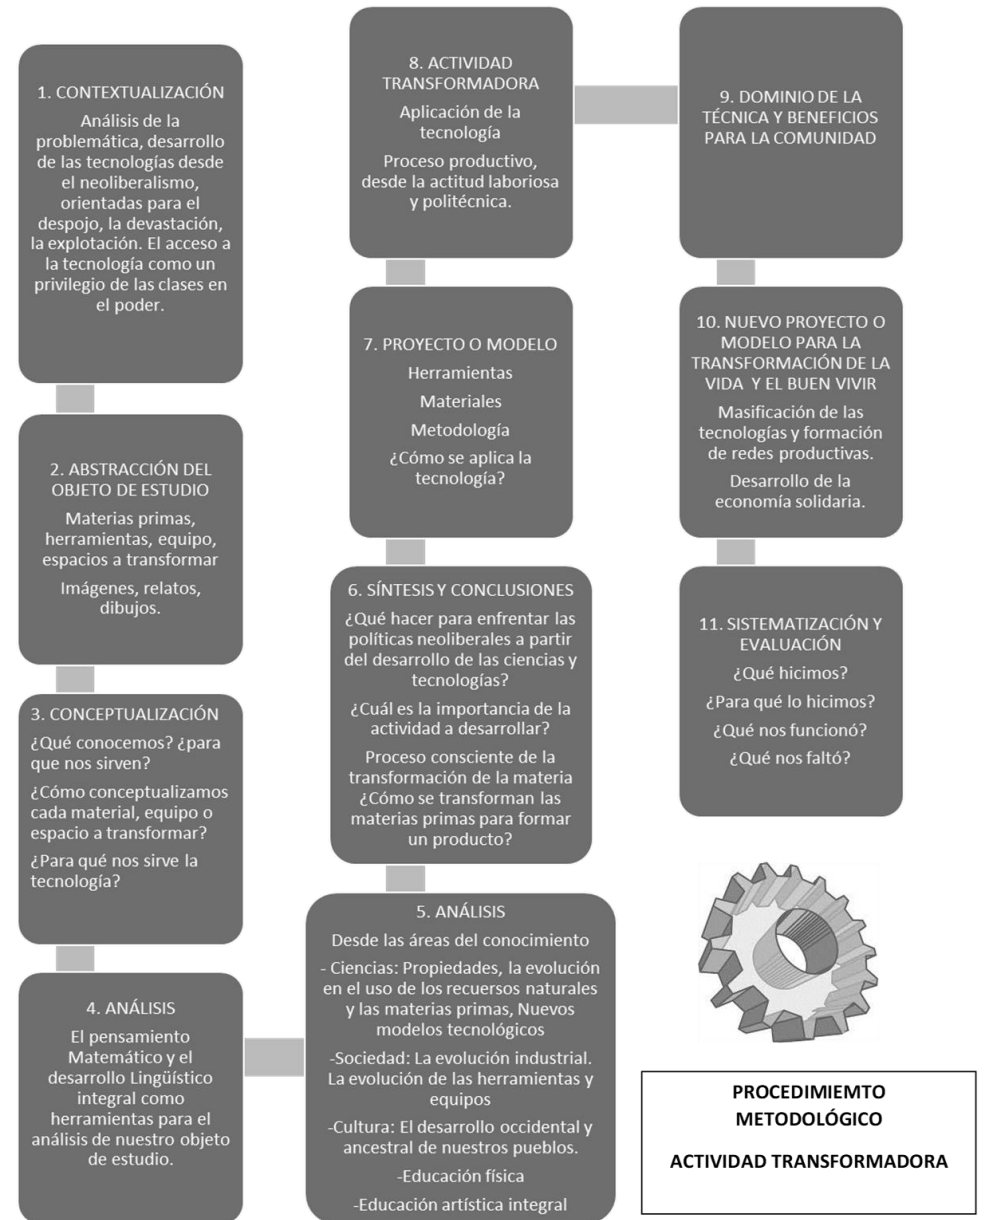 1. CONTEXTUALIZACIÓN
Análisis de la
problemática, desarrollo
de las tecnologías desde
el neoliberalismo,
orientadas para el
despojo, la devastación,
la explotación. El acceso a
la tecnología como un
privilegio de las clases en
el poder.
2. ABSTRACCIÓN DEL
OBJETO DE ESTUDIO
Materias primas,
herramientas, equipo,
espacios a transformar
Imágenes, relatos,
dibujos.
3. CONCEPTUALIZACIÓN
¿Qué conocemos? ¿para
que nos sirven?
¿Cómo conceptualizamos
cada material, equipo o
espacio a transformar?
¿Para qué nos sirve la
tecnología?
4. ANÁLISIS
El pensamiento
Matemático y el
desarrollo Lingüístico
integral como
herramientas para el
análisis de nuestro objeto
de estudio.
5. ANÁLISIS
Desde las áreas del conocimiento
- Ciencias: Propiedades, la evolución
en el uso de los recuersos naturales
y las materias primas, Nuevos
modelos tecnológicos
-Sociedad: La evolución industrial.
La evolución de las herramientas y
equipos
-Cultura: El desarrollo occidental y
ancestral de nuestros pueblos.
-Educación física
-Educación artística integral
6. SÍNTESIS Y CONCLUSIONES
¿Qué hacer para enfrentar las
políticas neoliberales a partir
del desarrollo de las ciencias y
tecnologías?
¿Cuál es la importancia de la
actividad a desarrollar?
Proceso consciente de la
transformación de la materia
¿Cómo se transforman las
materias primas para formar
un producto?
7. PROYECTO O MODELO
Herramientas
Materiales
Metodología
¿Cómo se aplica la
tecnología?
8. ACTIVIDAD
TRANSFORMADORA
Aplicación de la
tecnología
Proceso productivo,
desde la actitud laboriosa
y politécnica.
9. DOMINIO DE LA
TÉCNICA Y BENEFICIOS
PARA LA COMUNIDAD
10. NUEVO PROYECTO O
MODELO PARA LA
TRANSFORMACIÓN DE LA
VIDA Y EL BUEN VIVIR
Masificación de las
tecnologías y formación
de redes productivas.
Desarrollo de la
economía solidaria.
11. SISTEMATIZACIÓN Y
EVALUACIÓN
¿Qué hicimos?
¿Para qué lo hicimos?
¿Qué nos funcionó?
¿Qué nos faltó?
PROCEDIMIEMTO
METODOLÓGICO
ACTIVIDAD TRANSFORMADORA